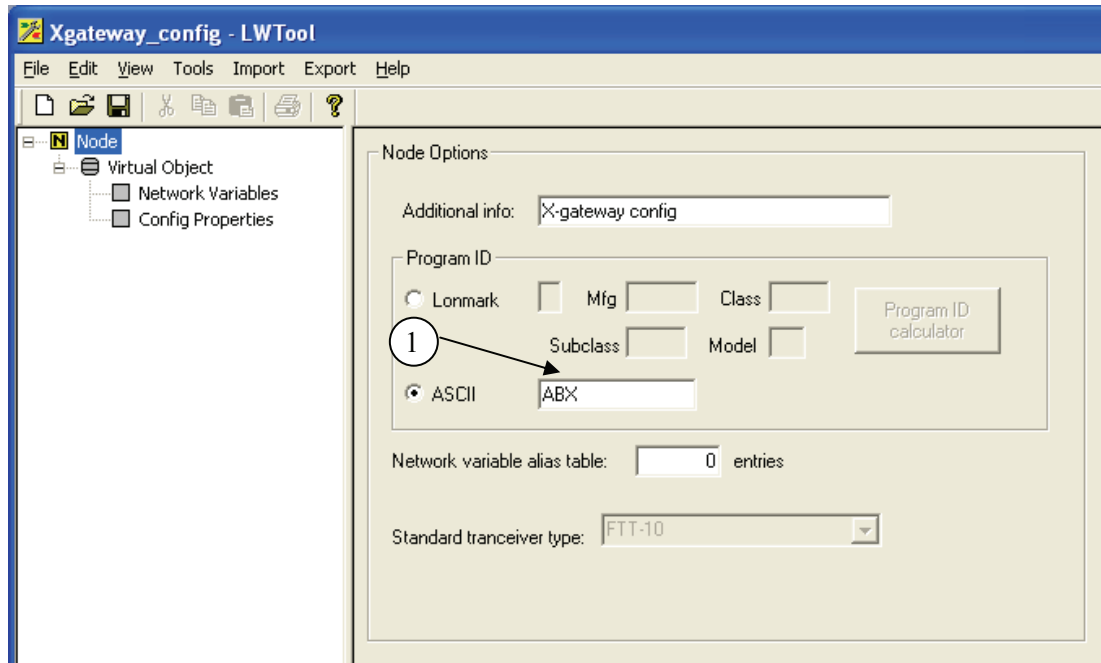 Xgateway_config - LWTool
File Edit View Tools Import Export Help
N Node
Virtual Object
Network Variables
Config Properties
Node Options
Additional info: X-gateway config
Program ID
Lonmark Mfg Class
Program ID calculator
1 Subclass Model
ASCII ABX
Network variable alias table: 0 entries
Standard tranceiver type: FTT-10